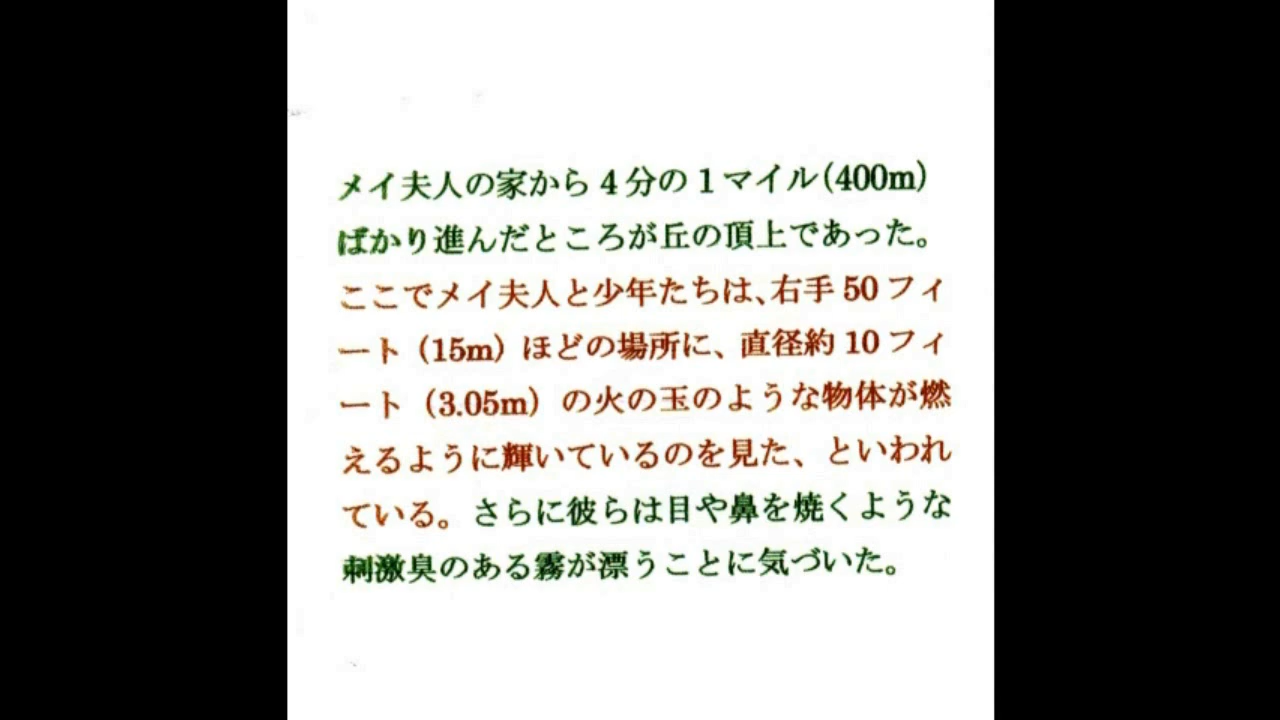 メイ夫人の家から4分の1マイル(400m)
ばかり進んだところが丘の頂上であった。
ここでメイ夫人と少年たちは、右手50フィ
ート(15m)ほどの場所に、直径約10フィ
ート(3.05m)の火の玉のような物体が燃
えるように輝いているのを見た、といわれ
ている。さらに彼らは目や鼻を焼くような
刺激臭のある霧が漂うことに気づいた。